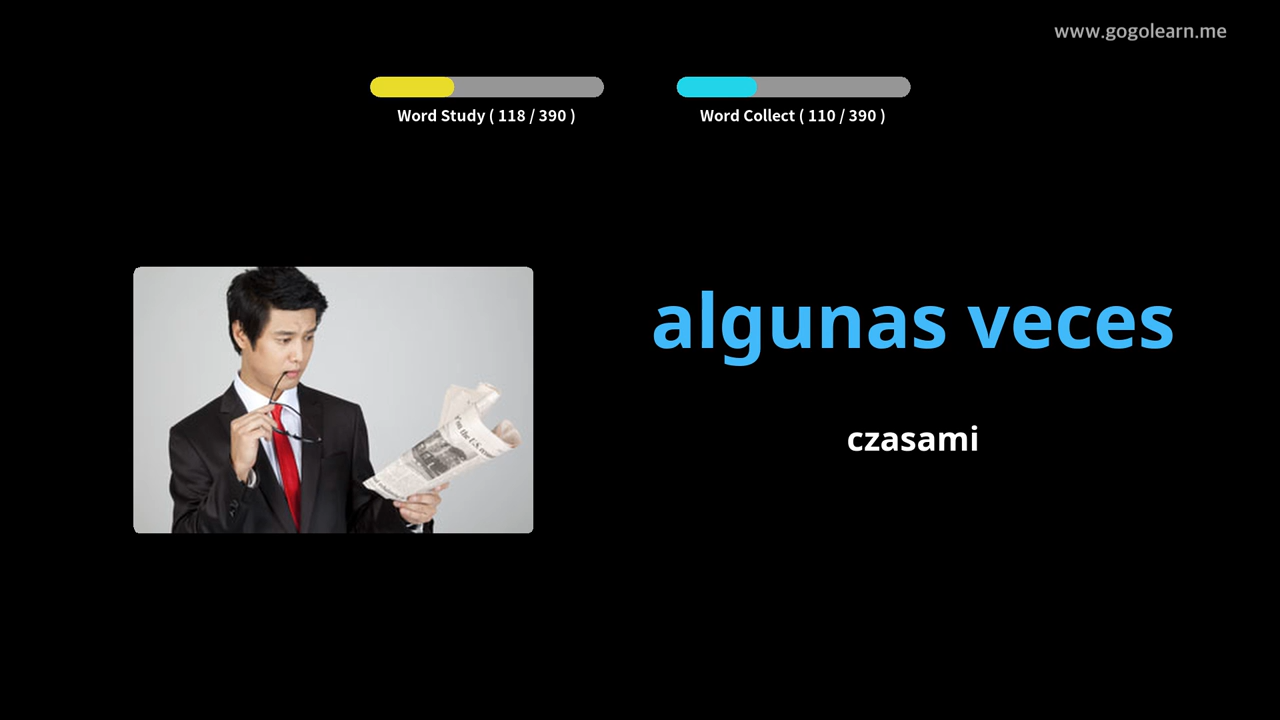 www.gogolearn.me
Word Study ( 118 / 390 )
Word Collect ( 110 / 390 )
algunas veces
czasami